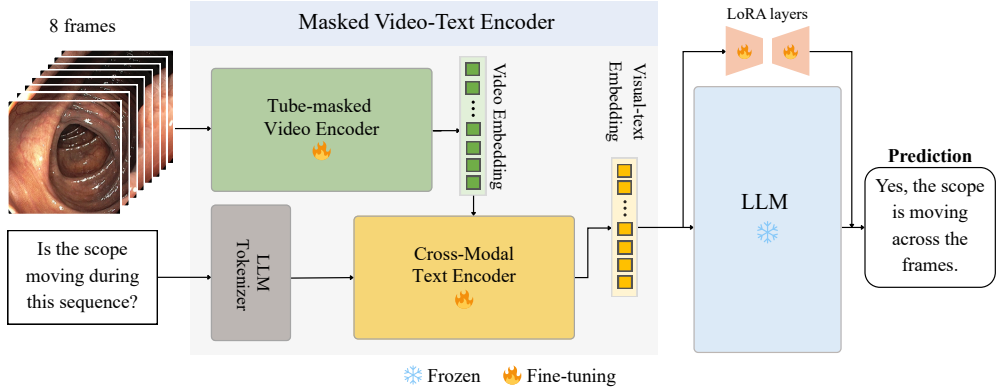 8 frames
Masked Video-Text Encoder
LoRA layers
Tube-masked
Video Encoder
Video Embedding
Visual-text
Embedding
Is the scope
moving during
this sequence?
LLM
Tokenizer
Cross-Modal
Text Encoder
LLM
Prediction
Yes, the scope
is moving
across the
frames.
Frozen
Fine-tuning